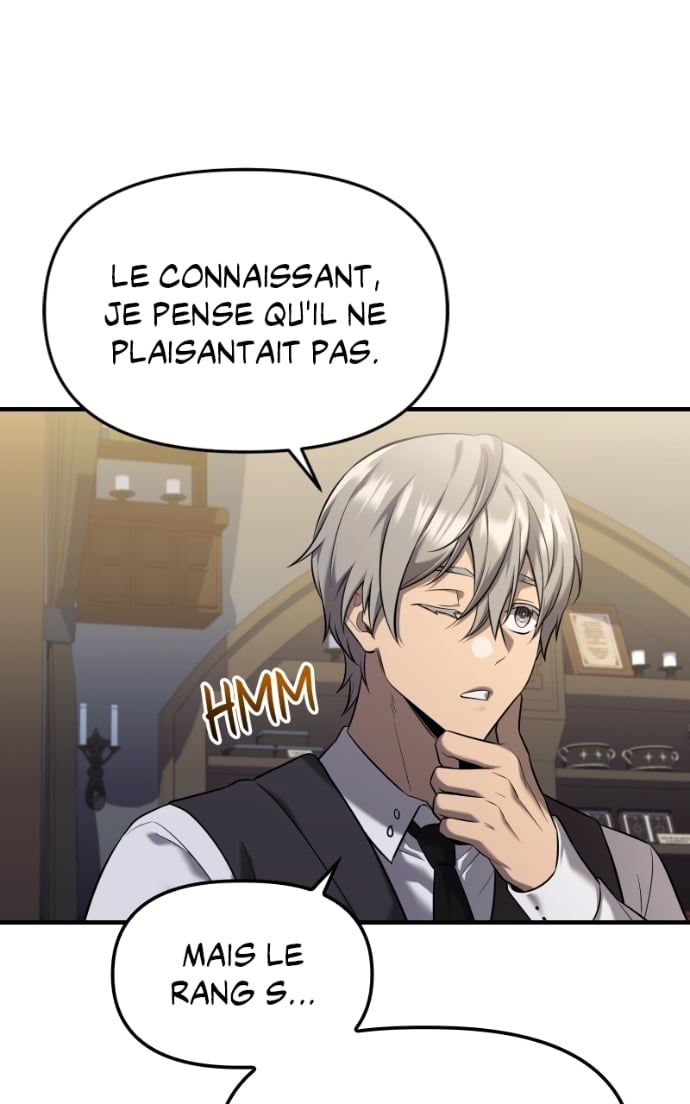 LE CONNAISSANT,
JE PENSE QU'IL NE
PLAISANTAIT PAS.
HMM
MAIS LE
RANG S...